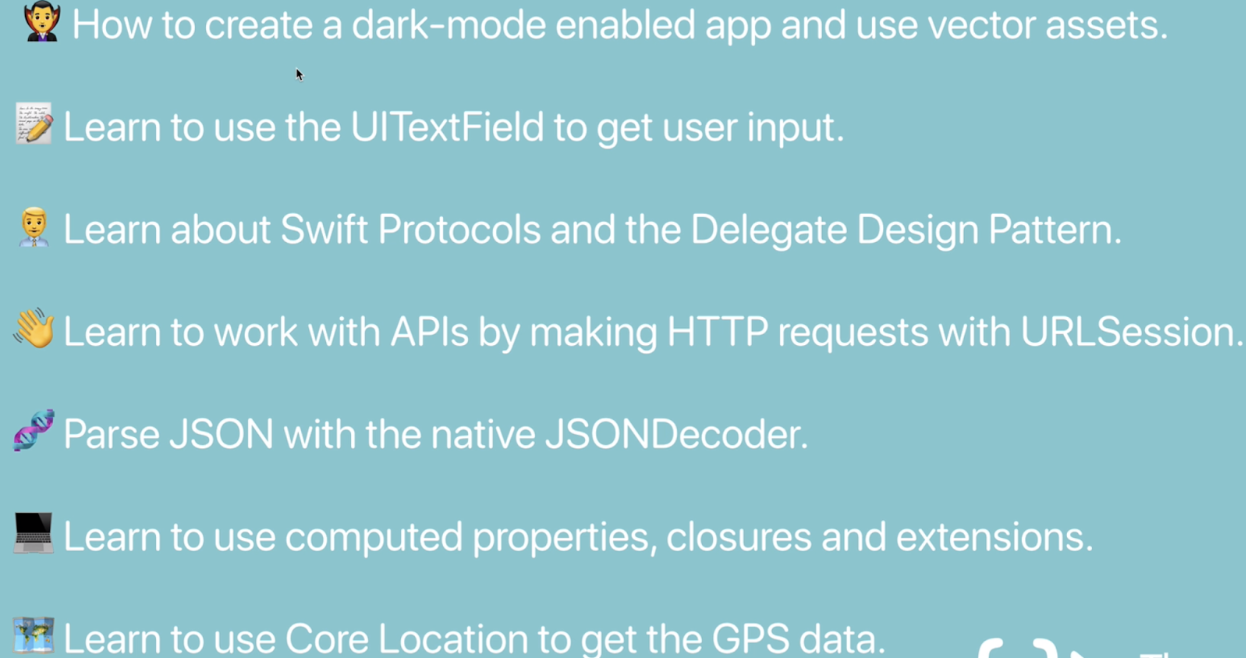 How to create a dark-mode enabled app and use vector assets.
Learn to use the UITextField to get user input.
Learn about Swift Protocols and the Delegate Design Pattern.
Learn to work with APIs by making HTTP requests with URLSession.
Parse JSON with the native JSONDecoder.
Learn to use computed properties, closures and extensions.
Learn to use Core Location to get the GPS data.